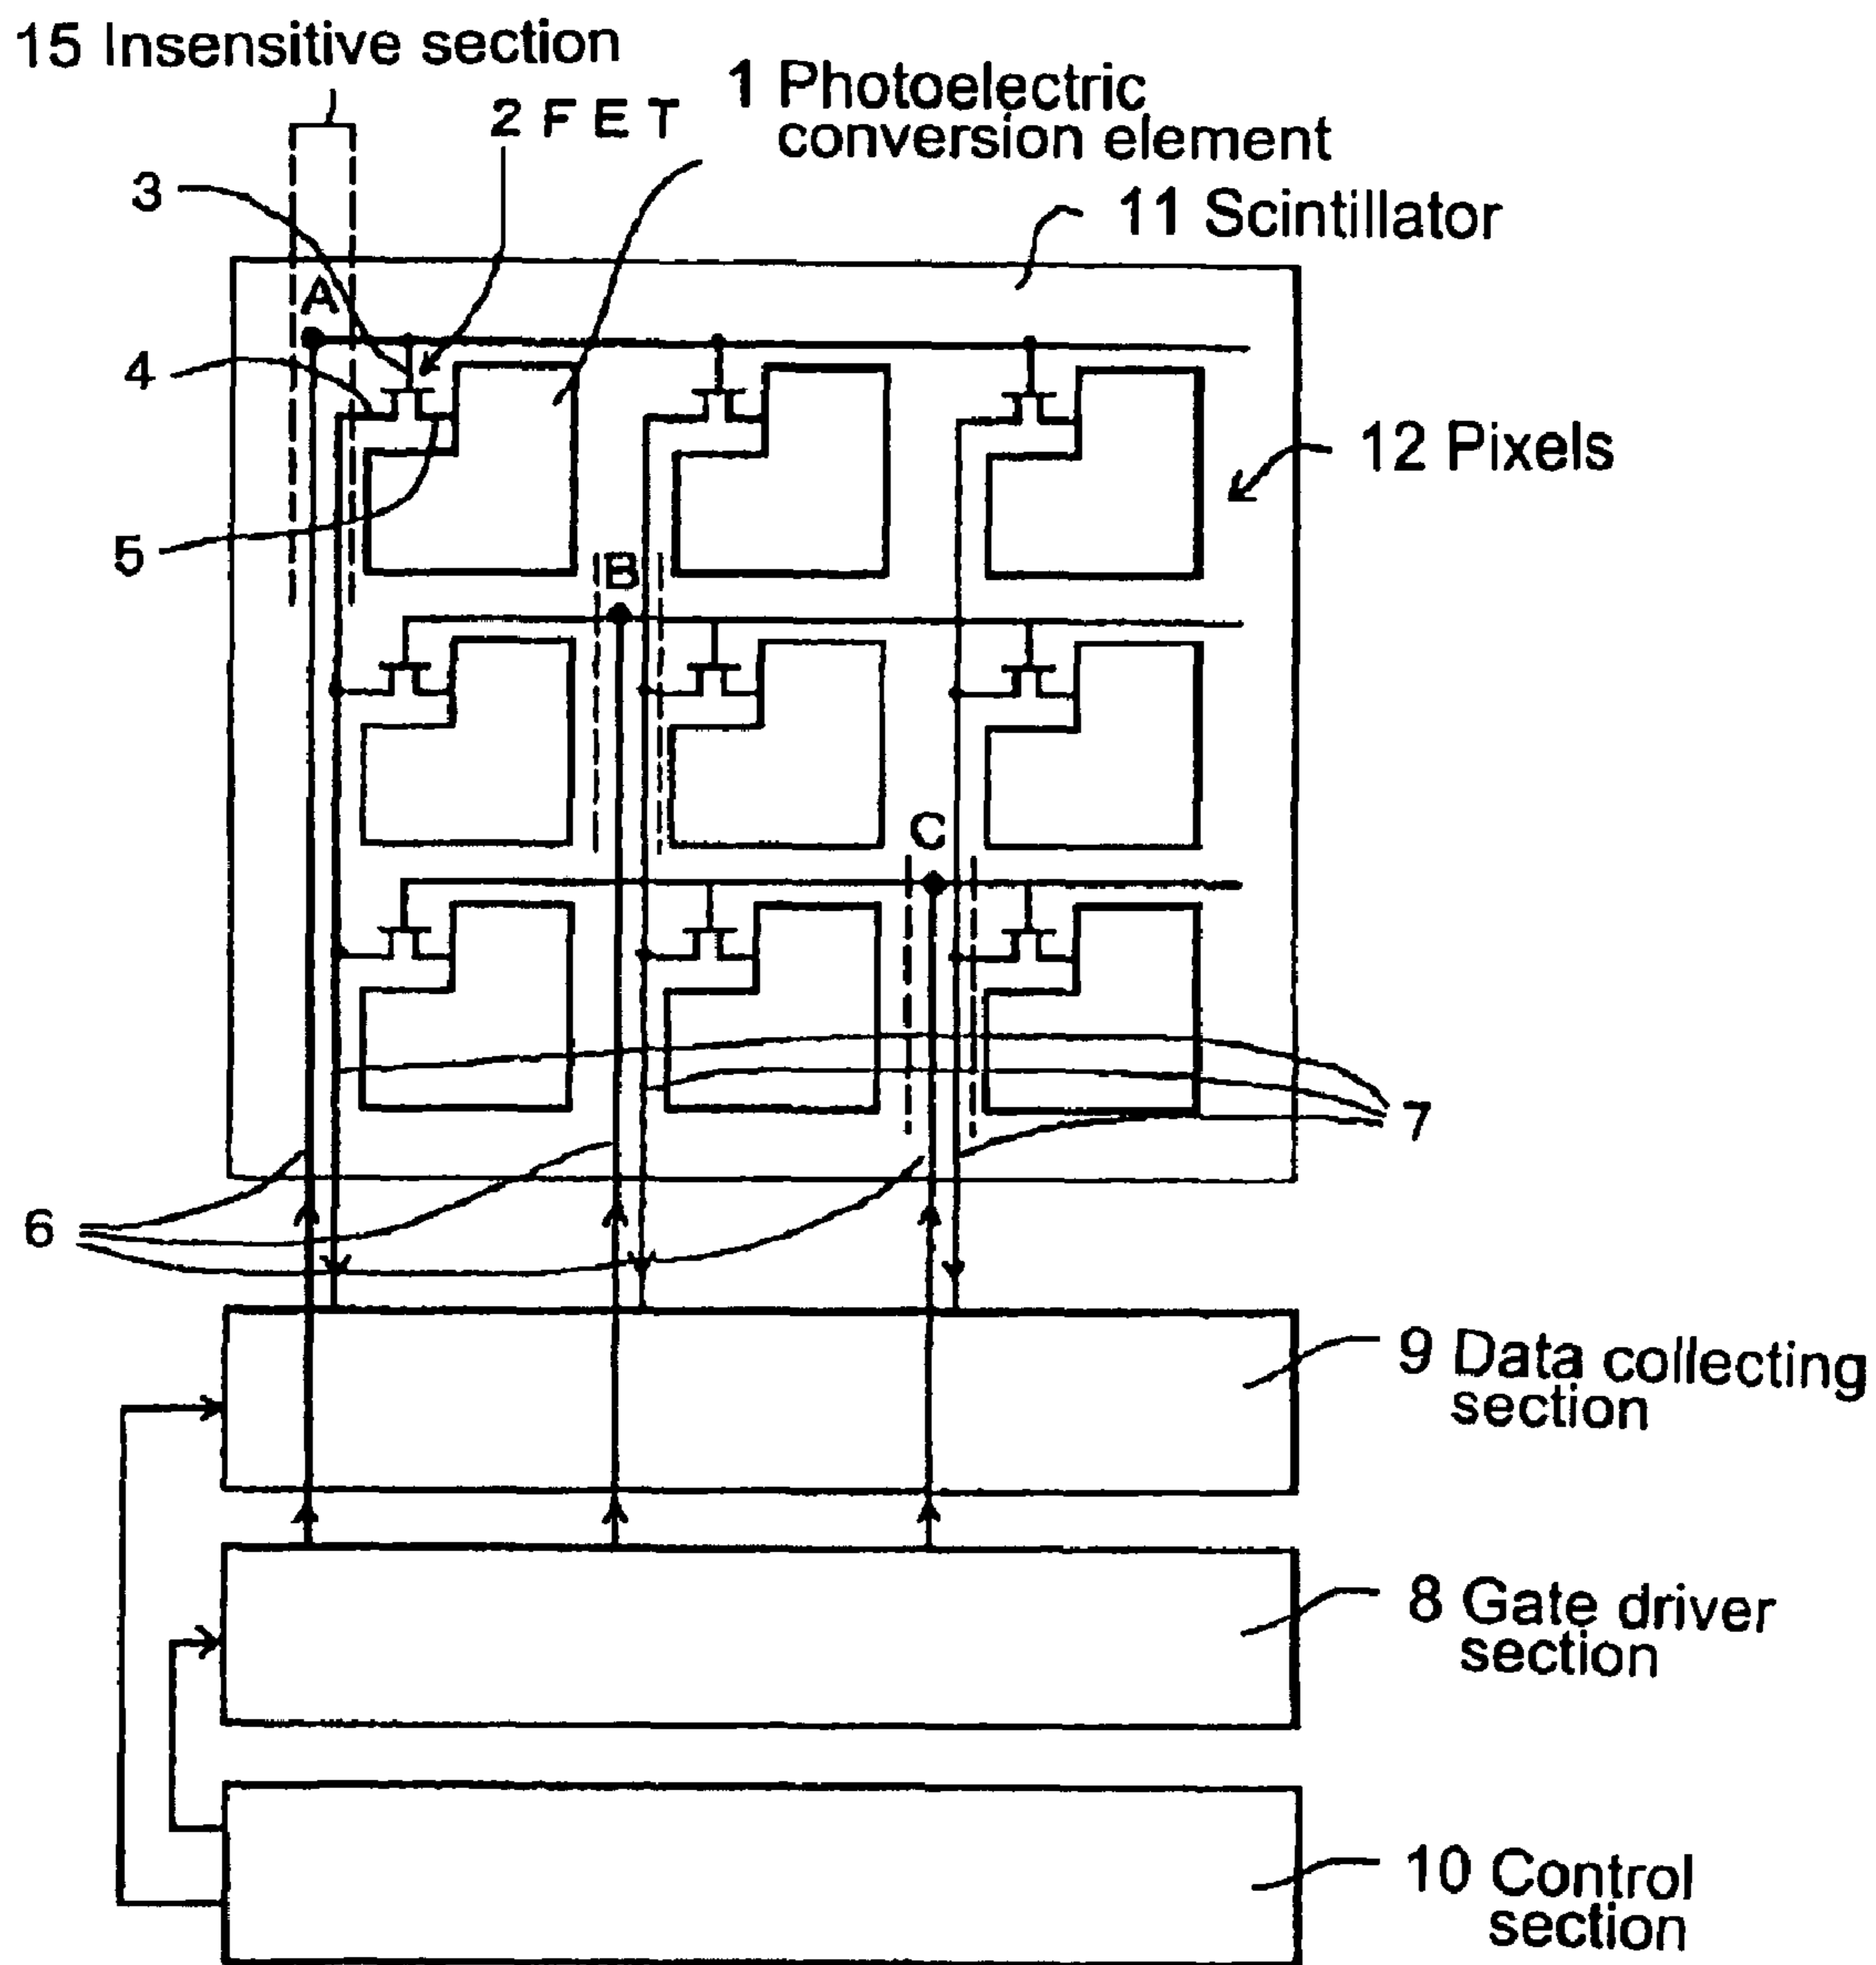 15 Insensitive section
2 FET
1 Photoelectric
conversion element
3
11 Scintillator
A
4
12 Pixels
5
B
C
7
6
9 Data collecting
section
8 Gate driver
section
10 Control
section